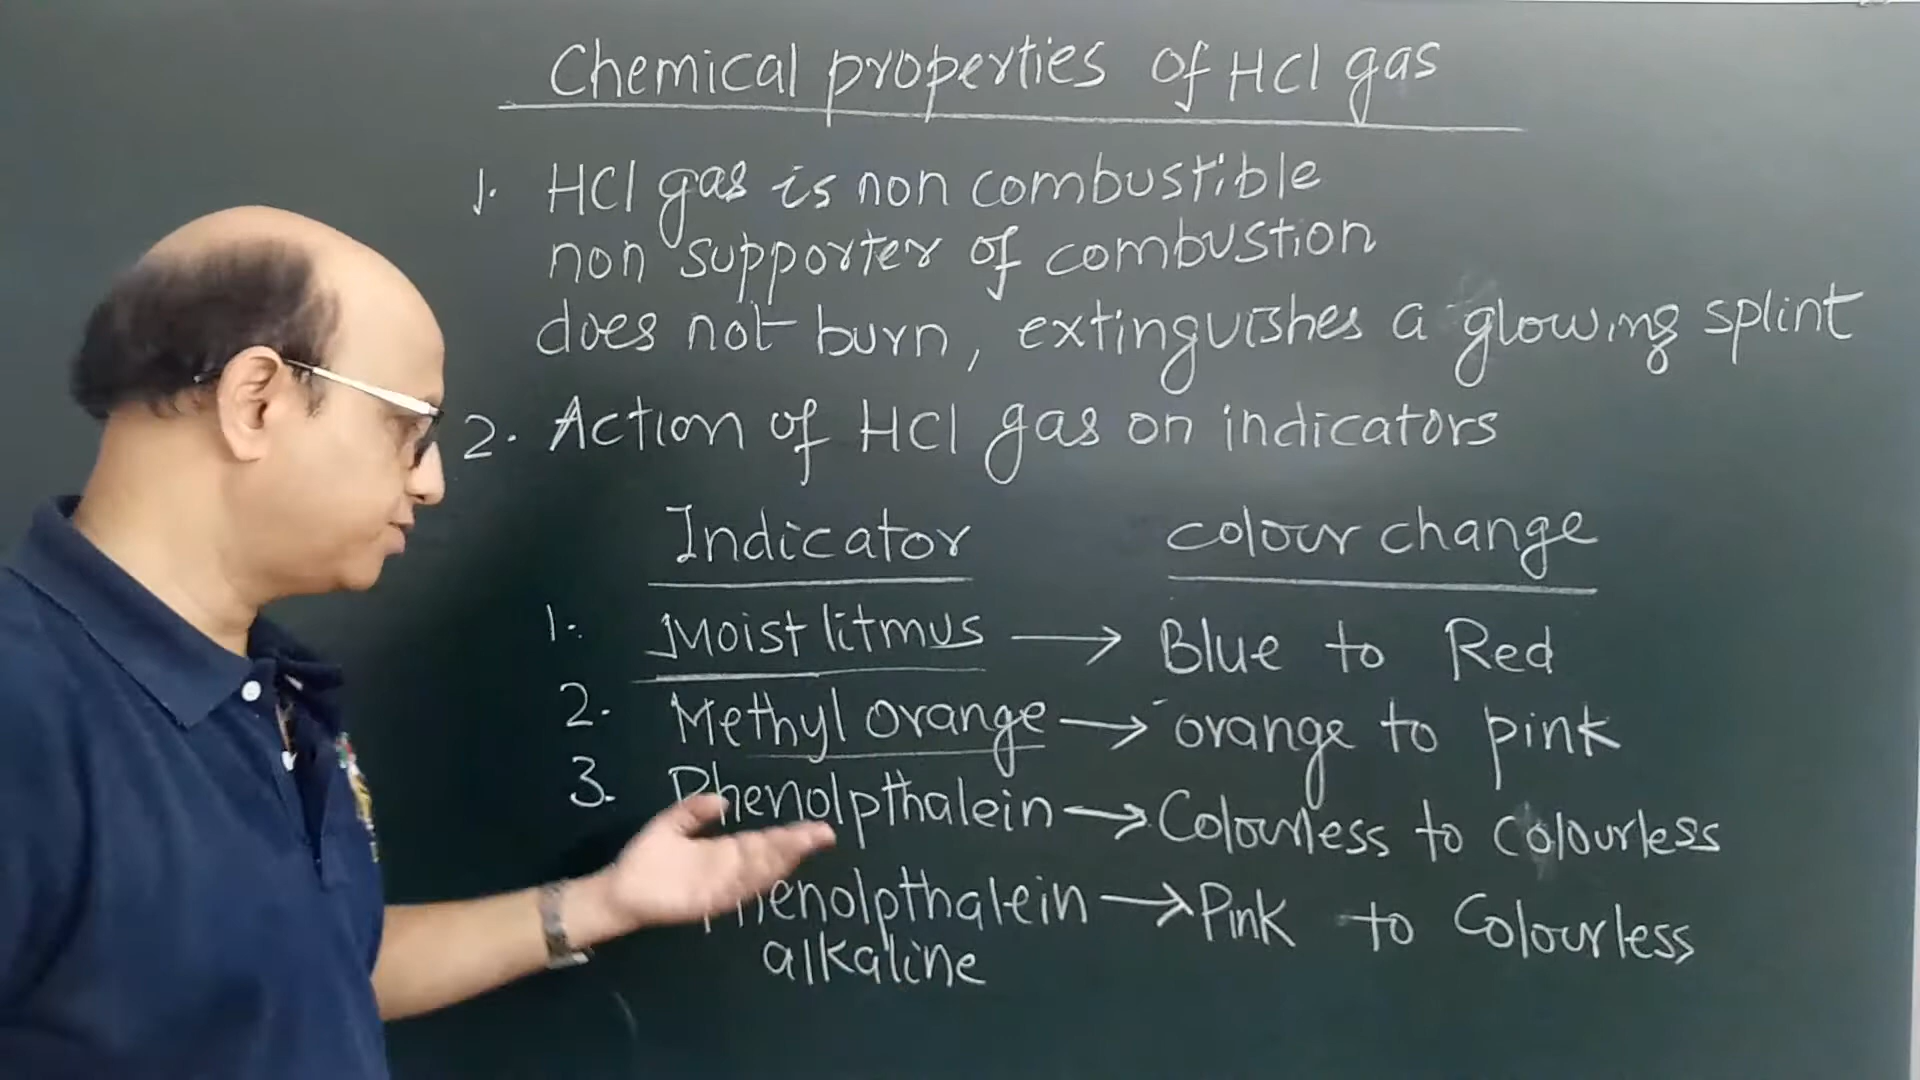 Chemical properties of HCl gas
1. HCl gas is non combustible
non supporter of combustion
does not burn, extinguishes a glowing splint
2. Action of HCl gas on indicators
Indicator colour change
1. Moist litmus → Blue to Red
2. Methyl orange → orange to pink
3. Phenolpthalein → Colourless to colourless
Phenolpthalein → Pink to Colourless
alkaline